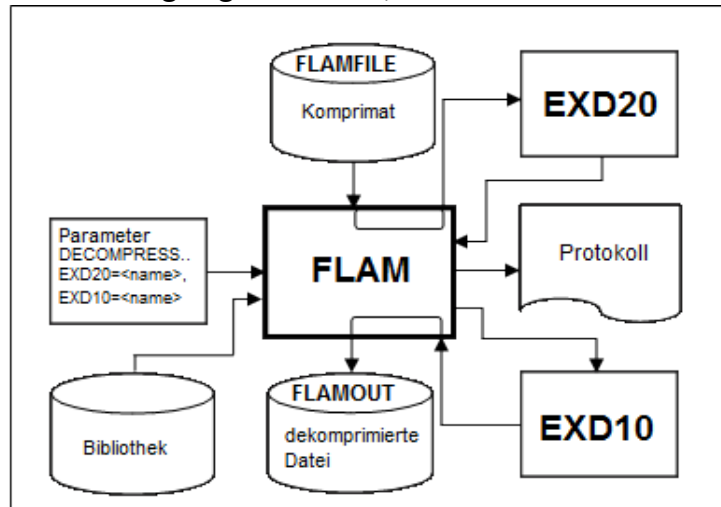 FLAMFILE
Komprimat
EXD20
Parameter
DECOMPRESS..
EXD20=<name>,
EXD10=<name>
FLAM
Protokoll
Bibliothek
FLAMOUT
dekomprimierte
Datei
EXD10